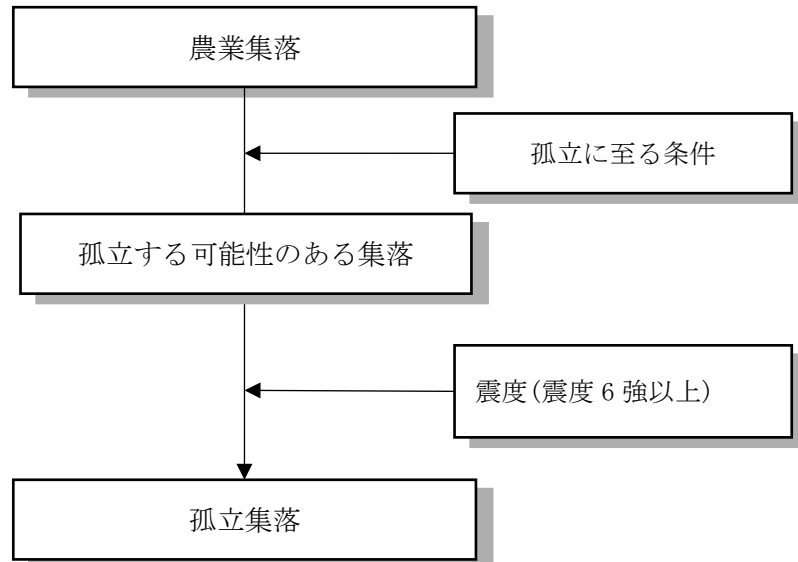 農業集落
孤立に至る条件
孤立する可能性のある集落
震度(震度 6 強以上)
孤立集落